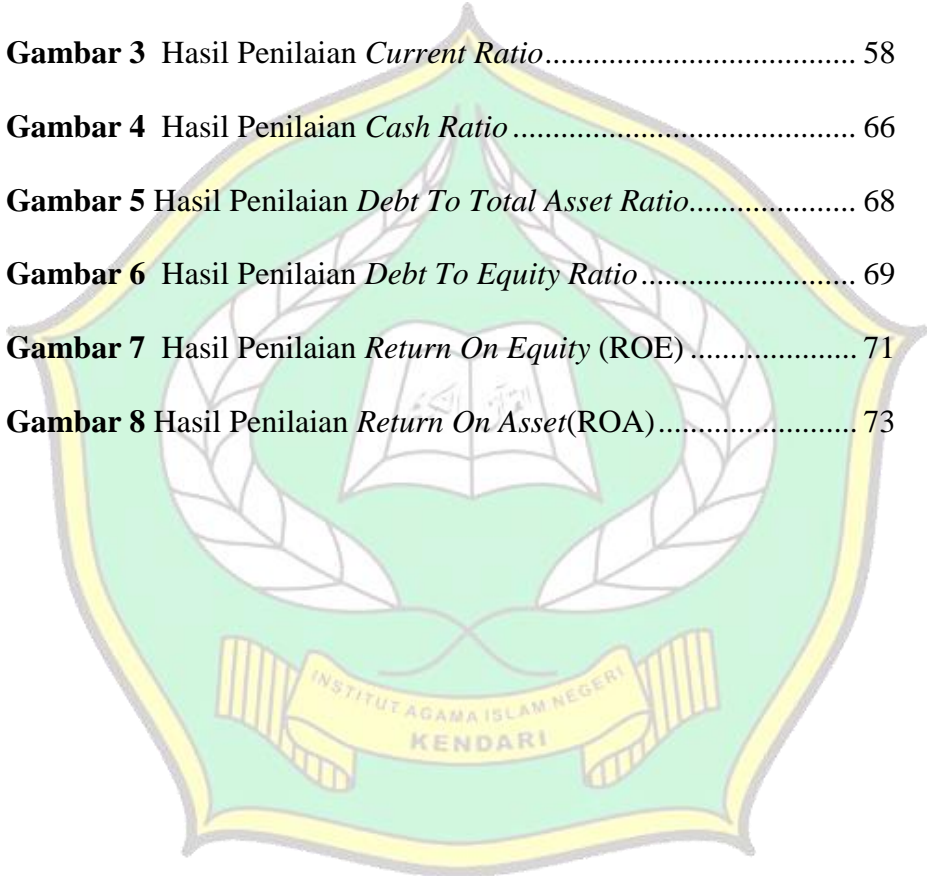 Gambar 3 Hasil Penilaian Current Ratio.................................... 58
Gambar 4 Hasil Penilaian Cash Ratio........................................ 66
Gambar 5 Hasil Penilaian Debt To Total Asset Ratio................... 68
Gambar 6 Hasil Penilaian Debt To Equity Ratio......................... 69
Gambar 7 Hasil Penilaian Return On Equity (ROE)................... 71
Gambar 8 Hasil Penilaian Return On Asset(ROA)....................... 73
INSTITUT AGAMA ISLAM NEGERI
KENDARI